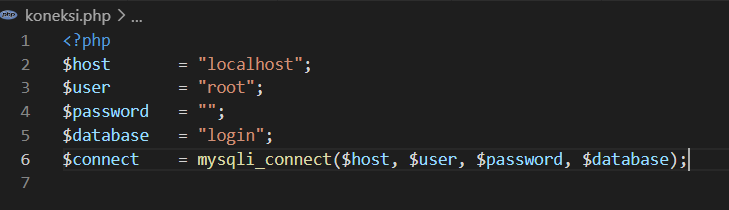 koneksi.php > ...
1 <?php
2 $host = "localhost";
3 $user = "root";
4 $password = "";
5 $database = "login";
6 $connect = mysqli_connect($host, $user, $password, $database);
7